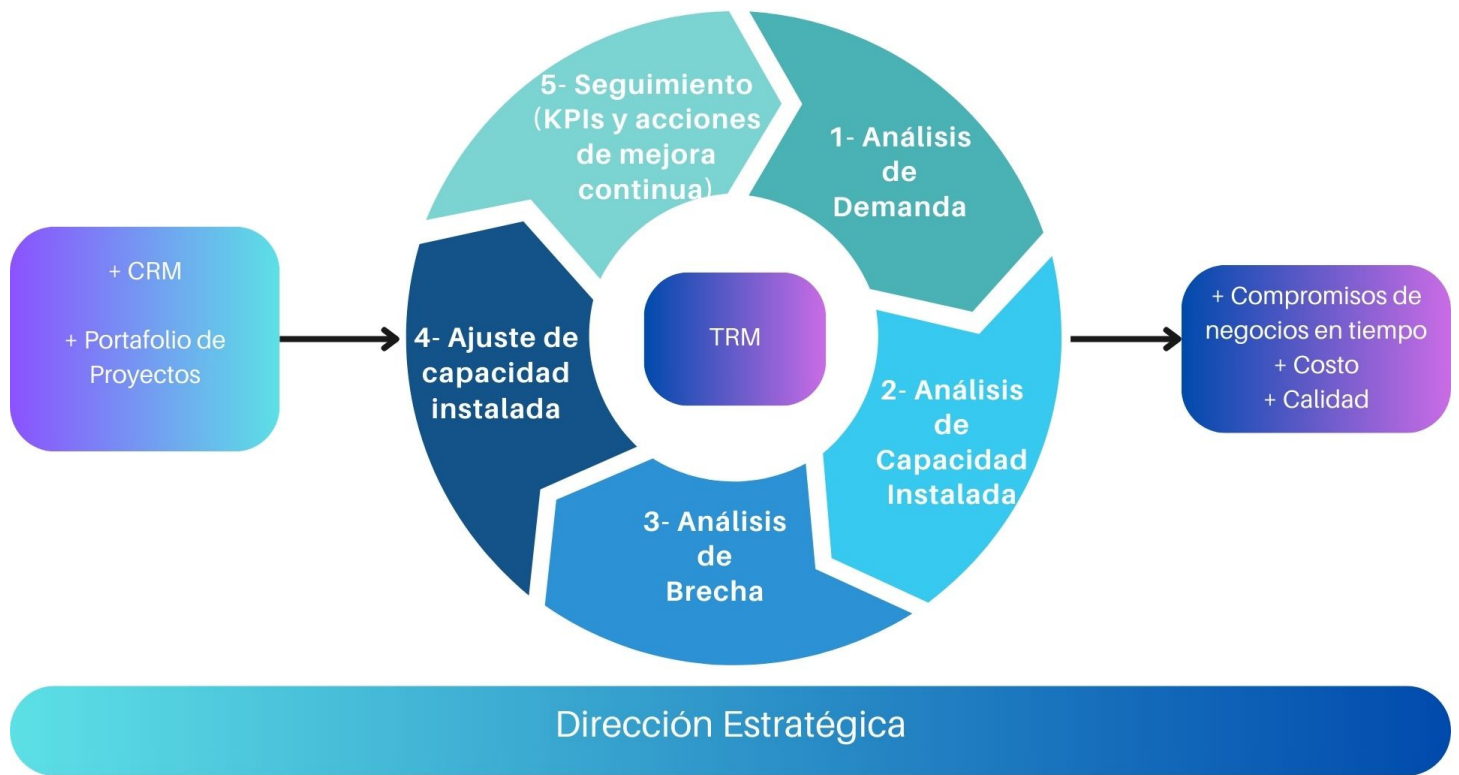 + CRM
+ Portafolio de
Proyectos
5- Seguimiento
(KPIs y acciones
de mejora
continua)
1- Análisis
de
Demanda
2- Análisis
de
Capacidad
Instalada
3- Análisis
de
Brecha
4- Ajuste de
capacidad
instalada
TRM
+ Compromisos de
negocios en tiempo
+ Costo
+ Calidad
Dirección Estratégica